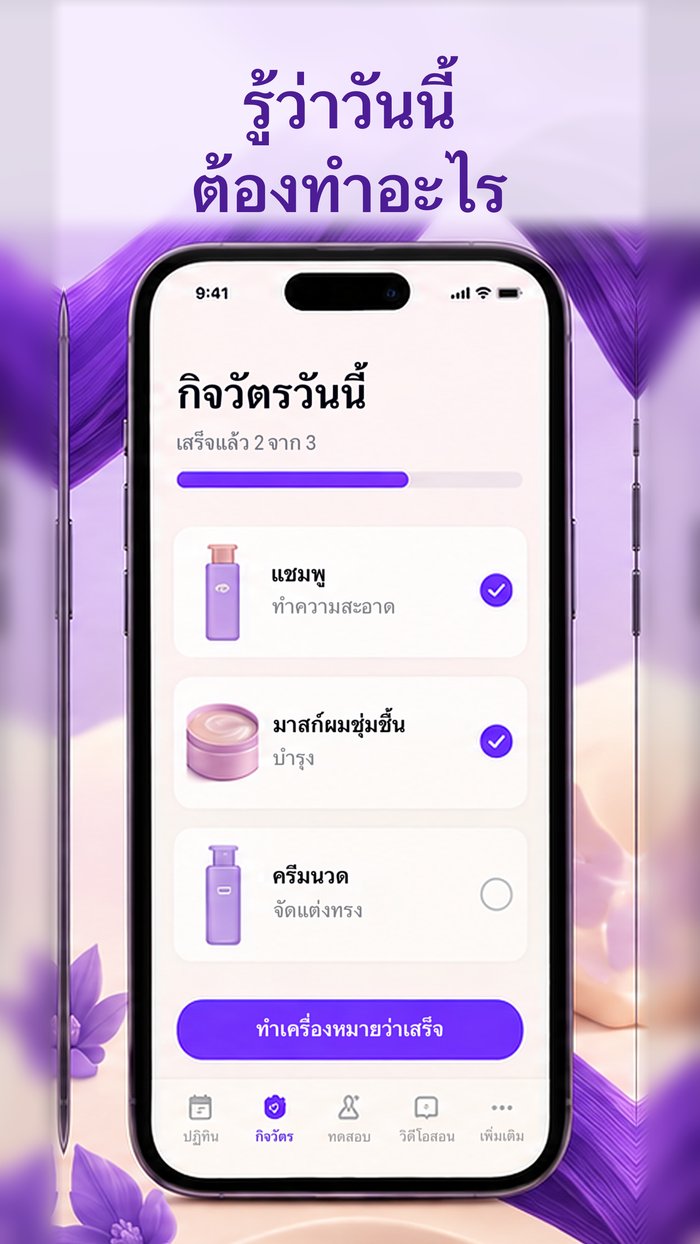 รู้ว่าวันนี้
ต้องทำอะไร
9:41
กิจวัตรวันนี้
เสร็จแล้ว 2 จาก 3
แชมพู
ทำความสะอาด
มาสก์ผมชุ่มชื้น
บำรุง
ครีมนวด
จัดแต่งทรง
ทำเครื่องหมายว่าเสร็จ
ปฏิทิน กิจวัตร ทดสอบ วิดีโอสอน เพิ่มเติม